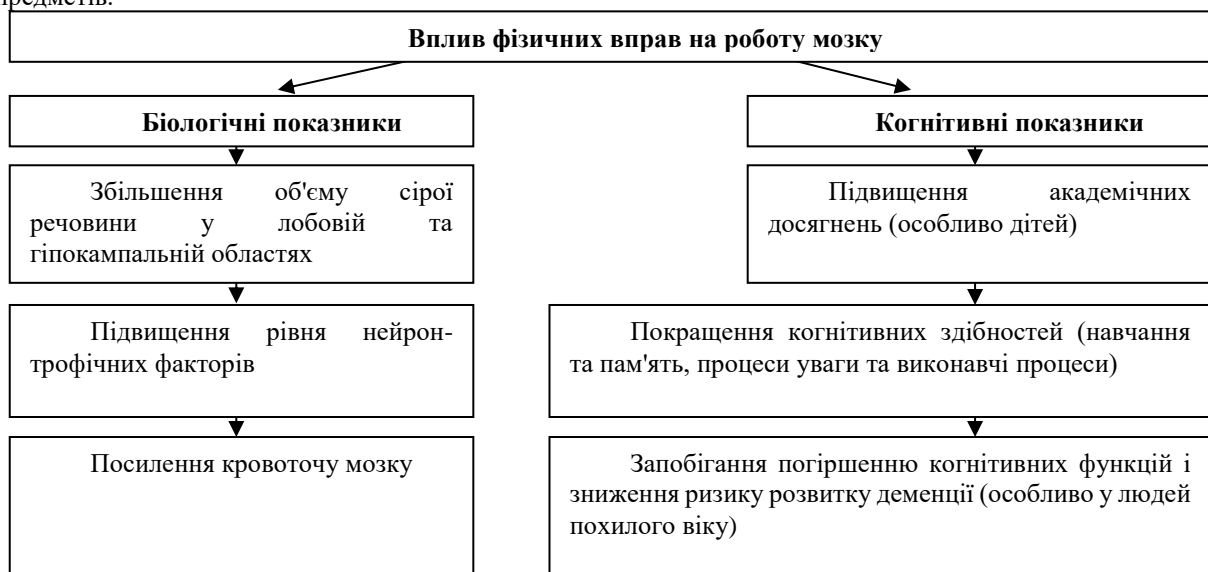 предметів.
Вплив фізичних вправ на роботу мозку
Біологічні показники
Когнітивні показники
Збільшення об'єму сірої
речовини у лобовій та
гіпокампальній областях
Підвищення академічних
досягнень (особливо дітей)
Підвищення рівня нейрон-
трофічних факторів
Покращення когнітивних здібностей (навчання
та пам'ять, процеси уваги та виконавчі процеси)
Посилення кровоточу мозку
Запобігання погіршенню когнітивних функцій і
зниження ризику розвитку деменції (особливо у людей
похилого віку)